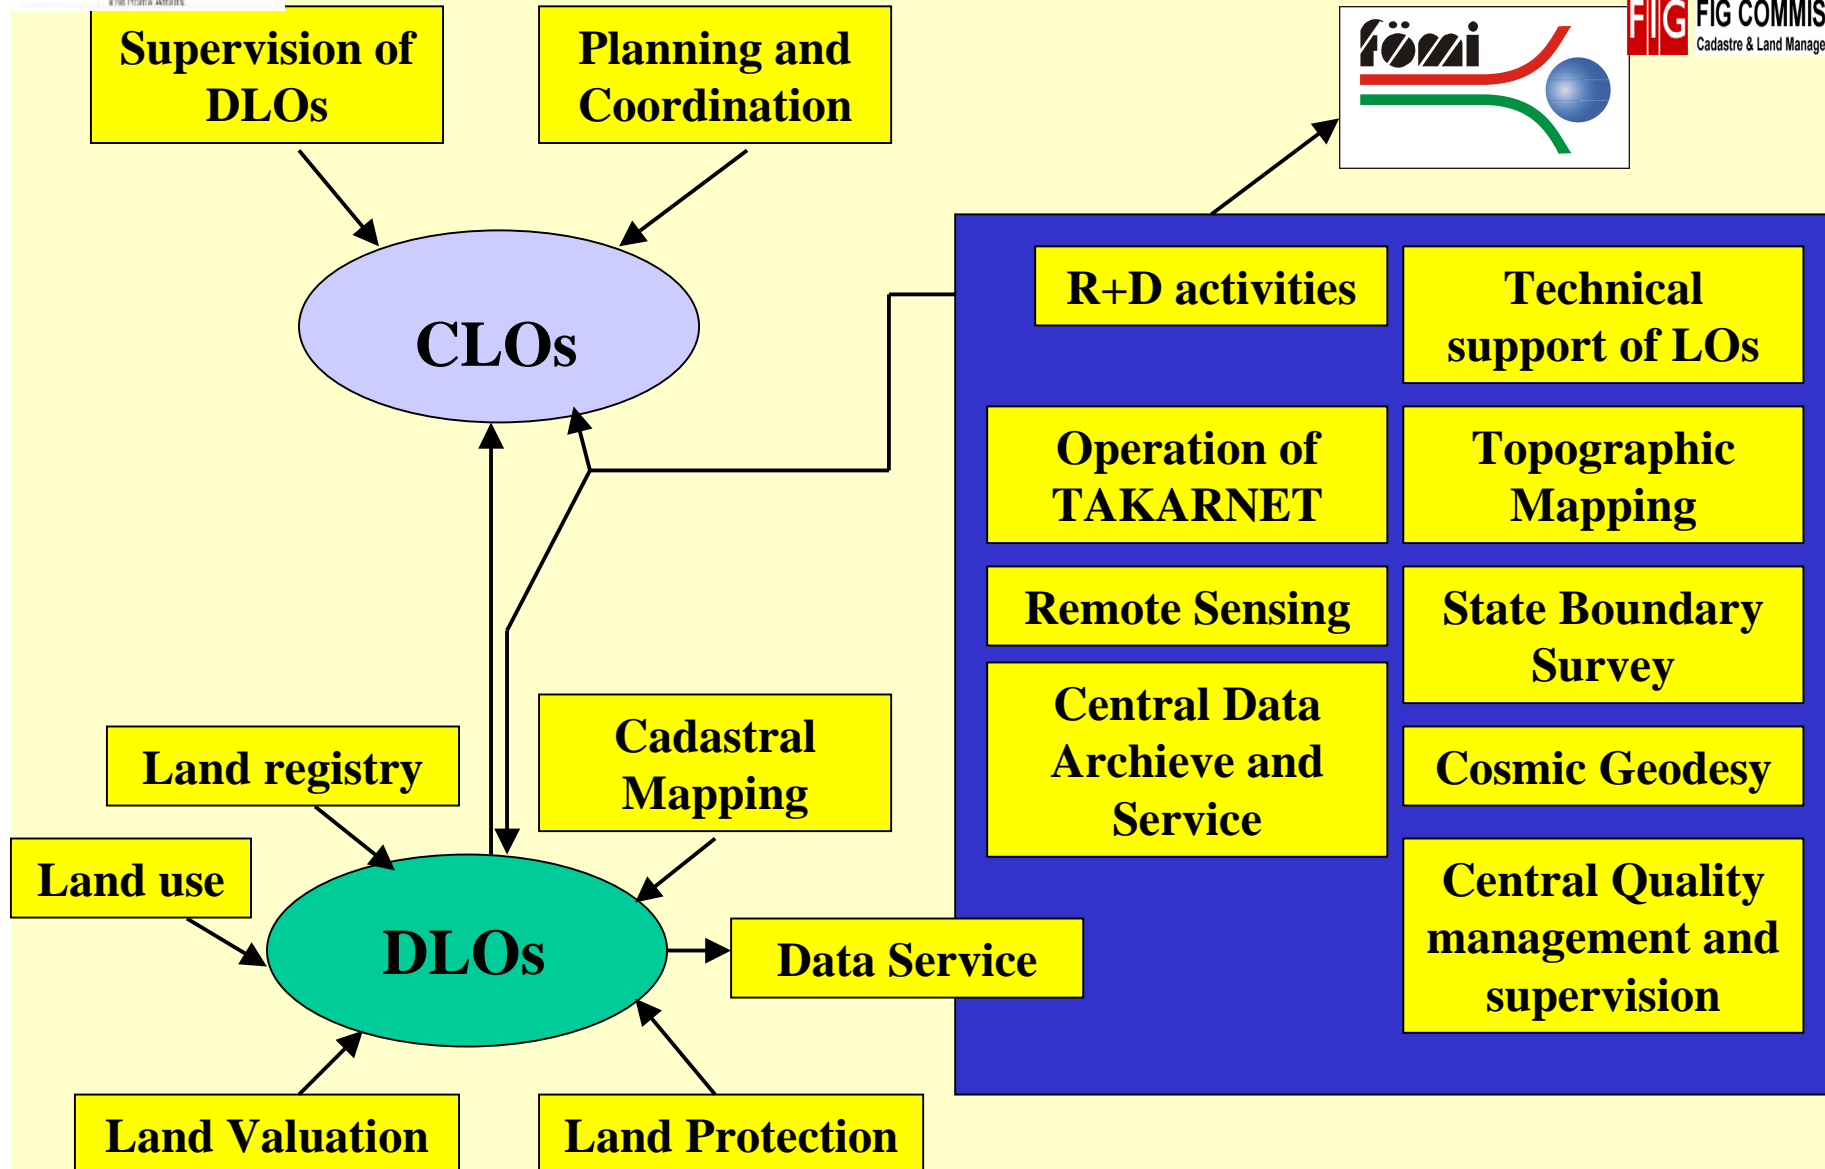 Supervision of
DLOs
Planning and
Coordination
fömi
FIG
FIG COMMIS
Cadastre & Land Manage
CLOs
R+D activities
Technical
support of LOs
Operation of
TAKARNET
Topographic
Mapping
Remote Sensing
State Boundary
Survey
Central Data
Archieve and
Service
Cosmic Geodesy
Central Quality
management and
supervision
Land registry
Cadastral
Mapping
Land use
DLOs
Data Service
Land Valuation
Land Protection